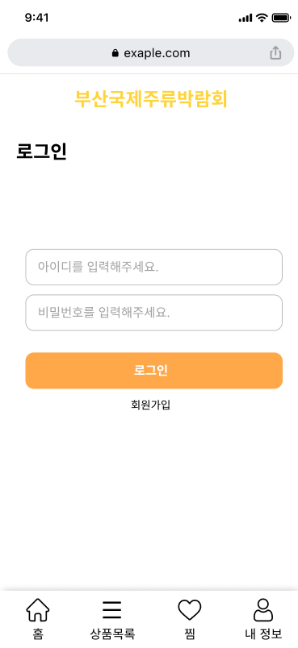 9:41
exaple.com
부산국제주류박람회
로그인
아이디를 입력해주세요.
비밀번호를 입력해주세요.
로그인
회원가입
홈 상품목록 찜 내 정보